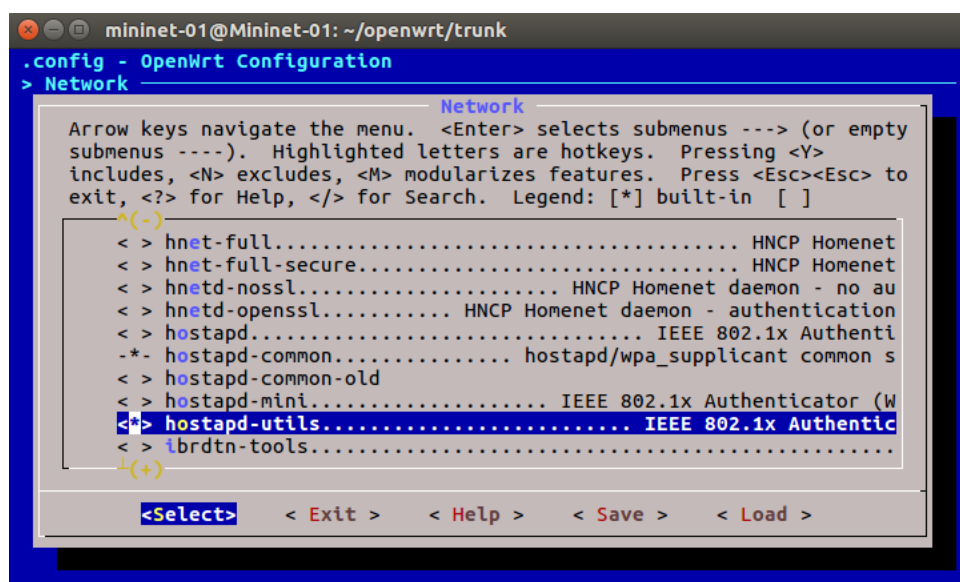 mininet-01@Mininet-01: ~/openwrt/trunk
.config - OpenWrt Configuration
> Network
Network
Arrow keys navigate the menu.  <Enter> selects submenus ---> (or empty
submenus ----).  Highlighted letters are hotkeys.  Pressing <Y>
includes, <N> excludes, <M> modularizes features.  Press <Esc><Esc> to
exit, <?> for Help, </> for Search.  Legend: [*] built-in  [ ]
^(-)
< > hnet-full.................................. HNCP Homenet
< > hnet-full-secure............................ HNCP Homenet
< > hnetd-nossl....................... HNCP Homenet daemon - no au
< > hnetd-openssl........... HNCP Homenet daemon - authentication
< > hostapd................................... IEEE 802.1x Authenti
-*- hostapd-common............... hostapd/wpa_supplicant common s
< > hostapd-common-old
< > hostapd-mini.................... IEEE 802.1x Authenticator (W
<*> hostapd-utils.......................... IEEE 802.1x Authentic
< > ibrdtn-tools..............................................
┴(+)
<Select>    < Exit >    < Help >    < Save >    < Load >